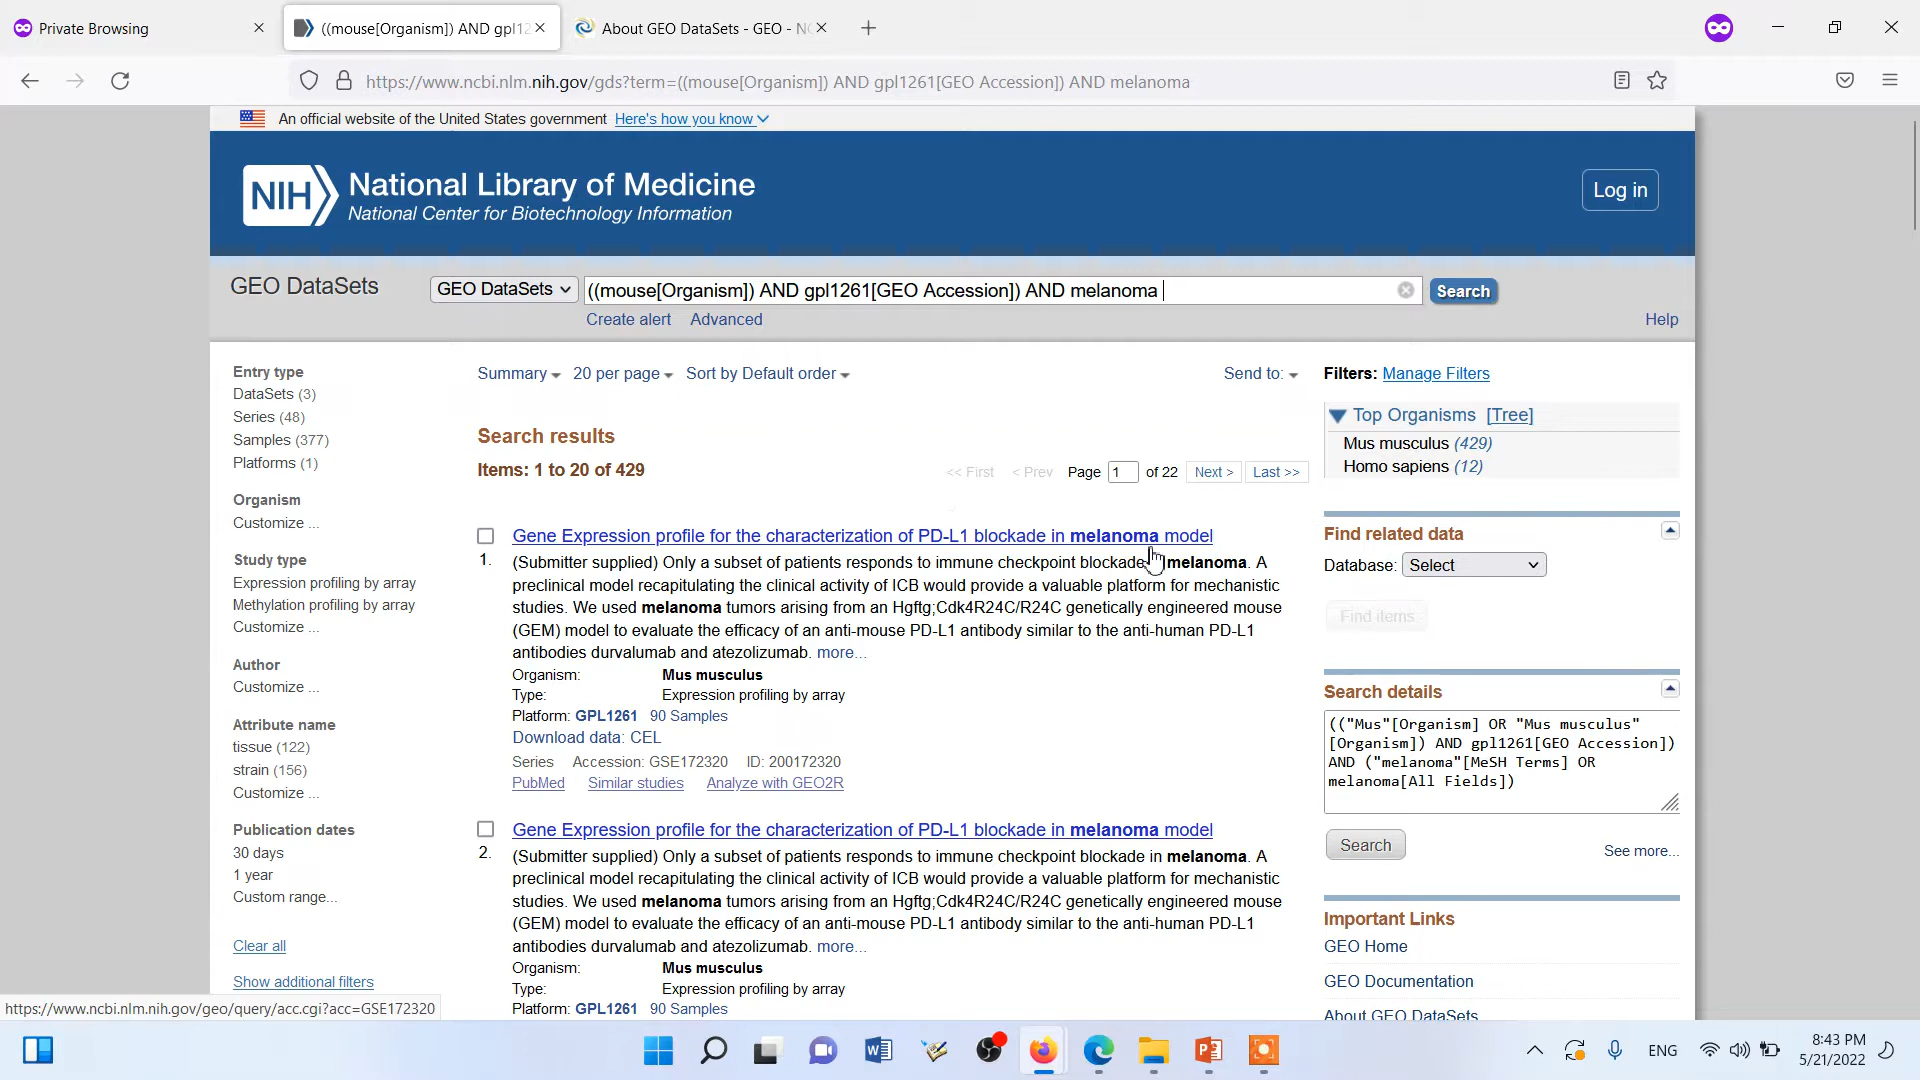 Private Browsing
((mouse[Organism]) AND gpl12
About GEO DataSets - GEO - NC
https://www.ncbi.nlm.nih.gov/gds?term=((mouse[Organism]) AND gpl1261[GEO Accession]) AND melanoma
An official website of the United States government Here's how you know
NIH National Library of Medicine
National Center for Biotechnology Information
Log in
GEO DataSets
GEO DataSets
((mouse[Organism]) AND gpl1261[GEO Accession]) AND melanoma
Search
Create alert Advanced
Help
Entry type
DataSets (3)
Series (48)
Samples (377)
Platforms (1)
Organism
Customize ...
Study type
Expression profiling by array
Methylation profiling by array
Customize ...
Author
Customize ...
Attribute name
tissue (122)
strain (156)
Customize ...
Publication dates
30 days
1 year
Custom range...
Clear all
Show additional filters
Summary 20 per page Sort by Default order
Send to:
Search results
Items: 1 to 20 of 429
<< First < Prev Page 1 of 22 Next > Last >>
Gene Expression profile for the characterization of PD-L1 blockade in melanoma model
1. (Submitter supplied) Only a subset of patients responds to immune checkpoint blockade melanoma. A
preclinical model recapitulating the clinical activity of ICB would provide a valuable platform for mechanistic
studies. We used melanoma tumors arising from an Hgftg;Cdk4R24C/R24C genetically engineered mouse
(GEM) model to evaluate the efficacy of an anti-mouse PD-L1 antibody similar to the anti-human PD-L1
antibodies durvalumab and atezolizumab. more...
Organism: Mus musculus
Type: Expression profiling by array
Platform: GPL1261 90 Samples
Download data: CEL
Series Accession: GSE172320 ID: 200172320
PubMed Similar studies Analyze with GEO2R
Gene Expression profile for the characterization of PD-L1 blockade in melanoma model
2. (Submitter supplied) Only a subset of patients responds to immune checkpoint blockade in melanoma. A
preclinical model recapitulating the clinical activity of ICB would provide a valuable platform for mechanistic
studies. We used melanoma tumors arising from an Hgftg;Cdk4R24C/R24C genetically engineered mouse
(GEM) model to evaluate the efficacy of an anti-mouse PD-L1 antibody similar to the anti-human PD-L1
antibodies durvalumab and atezolizumab. more...
Organism: Mus musculus
Type: Expression profiling by array
Platform: GPL1261 90 Samples
Filters: Manage Filters
Top Organisms [Tree]
Mus musculus (429)
Homo sapiens (12)
Find related data
Database: Select
Find items
Search details
(("Mus"[Organism] OR "Mus musculus"
[Organism]) AND gpl1261[GEO Accession])
AND ("melanoma"[MeSH Terms] OR
melanoma[All Fields])
Search
See more...
Important Links
GEO Home
GEO Documentation
About GEO DataSets
https://www.ncbi.nlm.nih.gov/geo/query/acc.cgi?acc=GSE172320
ENG
8:43 PM
5/21/2022